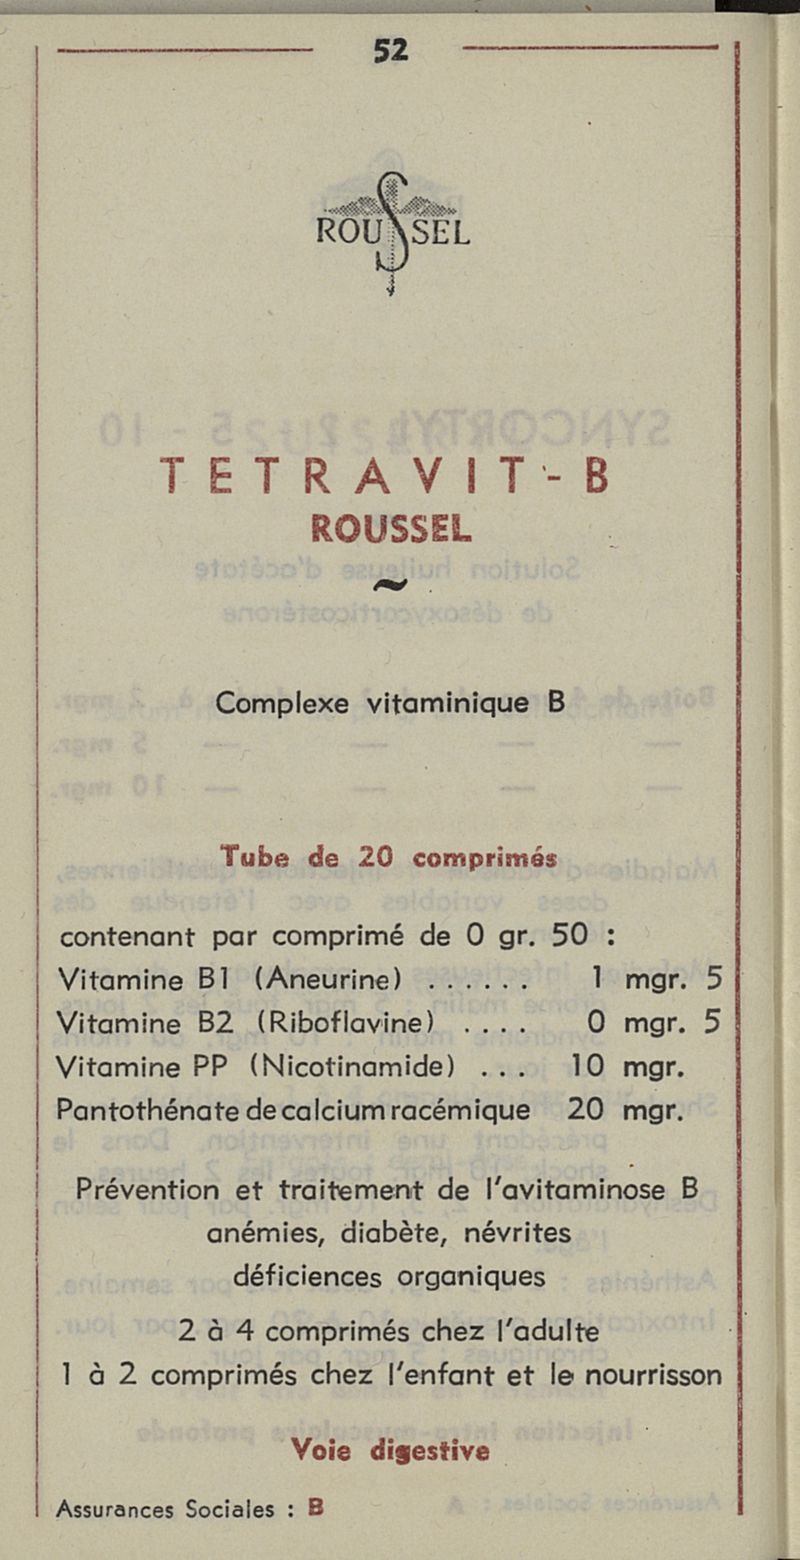 52
ROUSSEL
TETRAVIT-B
ROUSSEL
~
Complexe vitaminique B
Tube de 20 comprimés
contenant par comprimé de 0 gr. 50 :
Vitamine B1 (Aneurine) ...... 1 mgr. 5
Vitamine B2 (Riboflavine) .... 0 mgr. 5
Vitamine PP (Nicotinamide) ... 10 mgr.
Pantothénate de calcium racémique 20 mgr.
Prévention et traitement de l'avitaminose B
anémies, diabète, névrites
déficiences organiques
2 à 4 comprimés chez l'adulte
1 à 2 comprimés chez l'enfant et le nourrisson
Voie digestive
Assurances Sociales : B